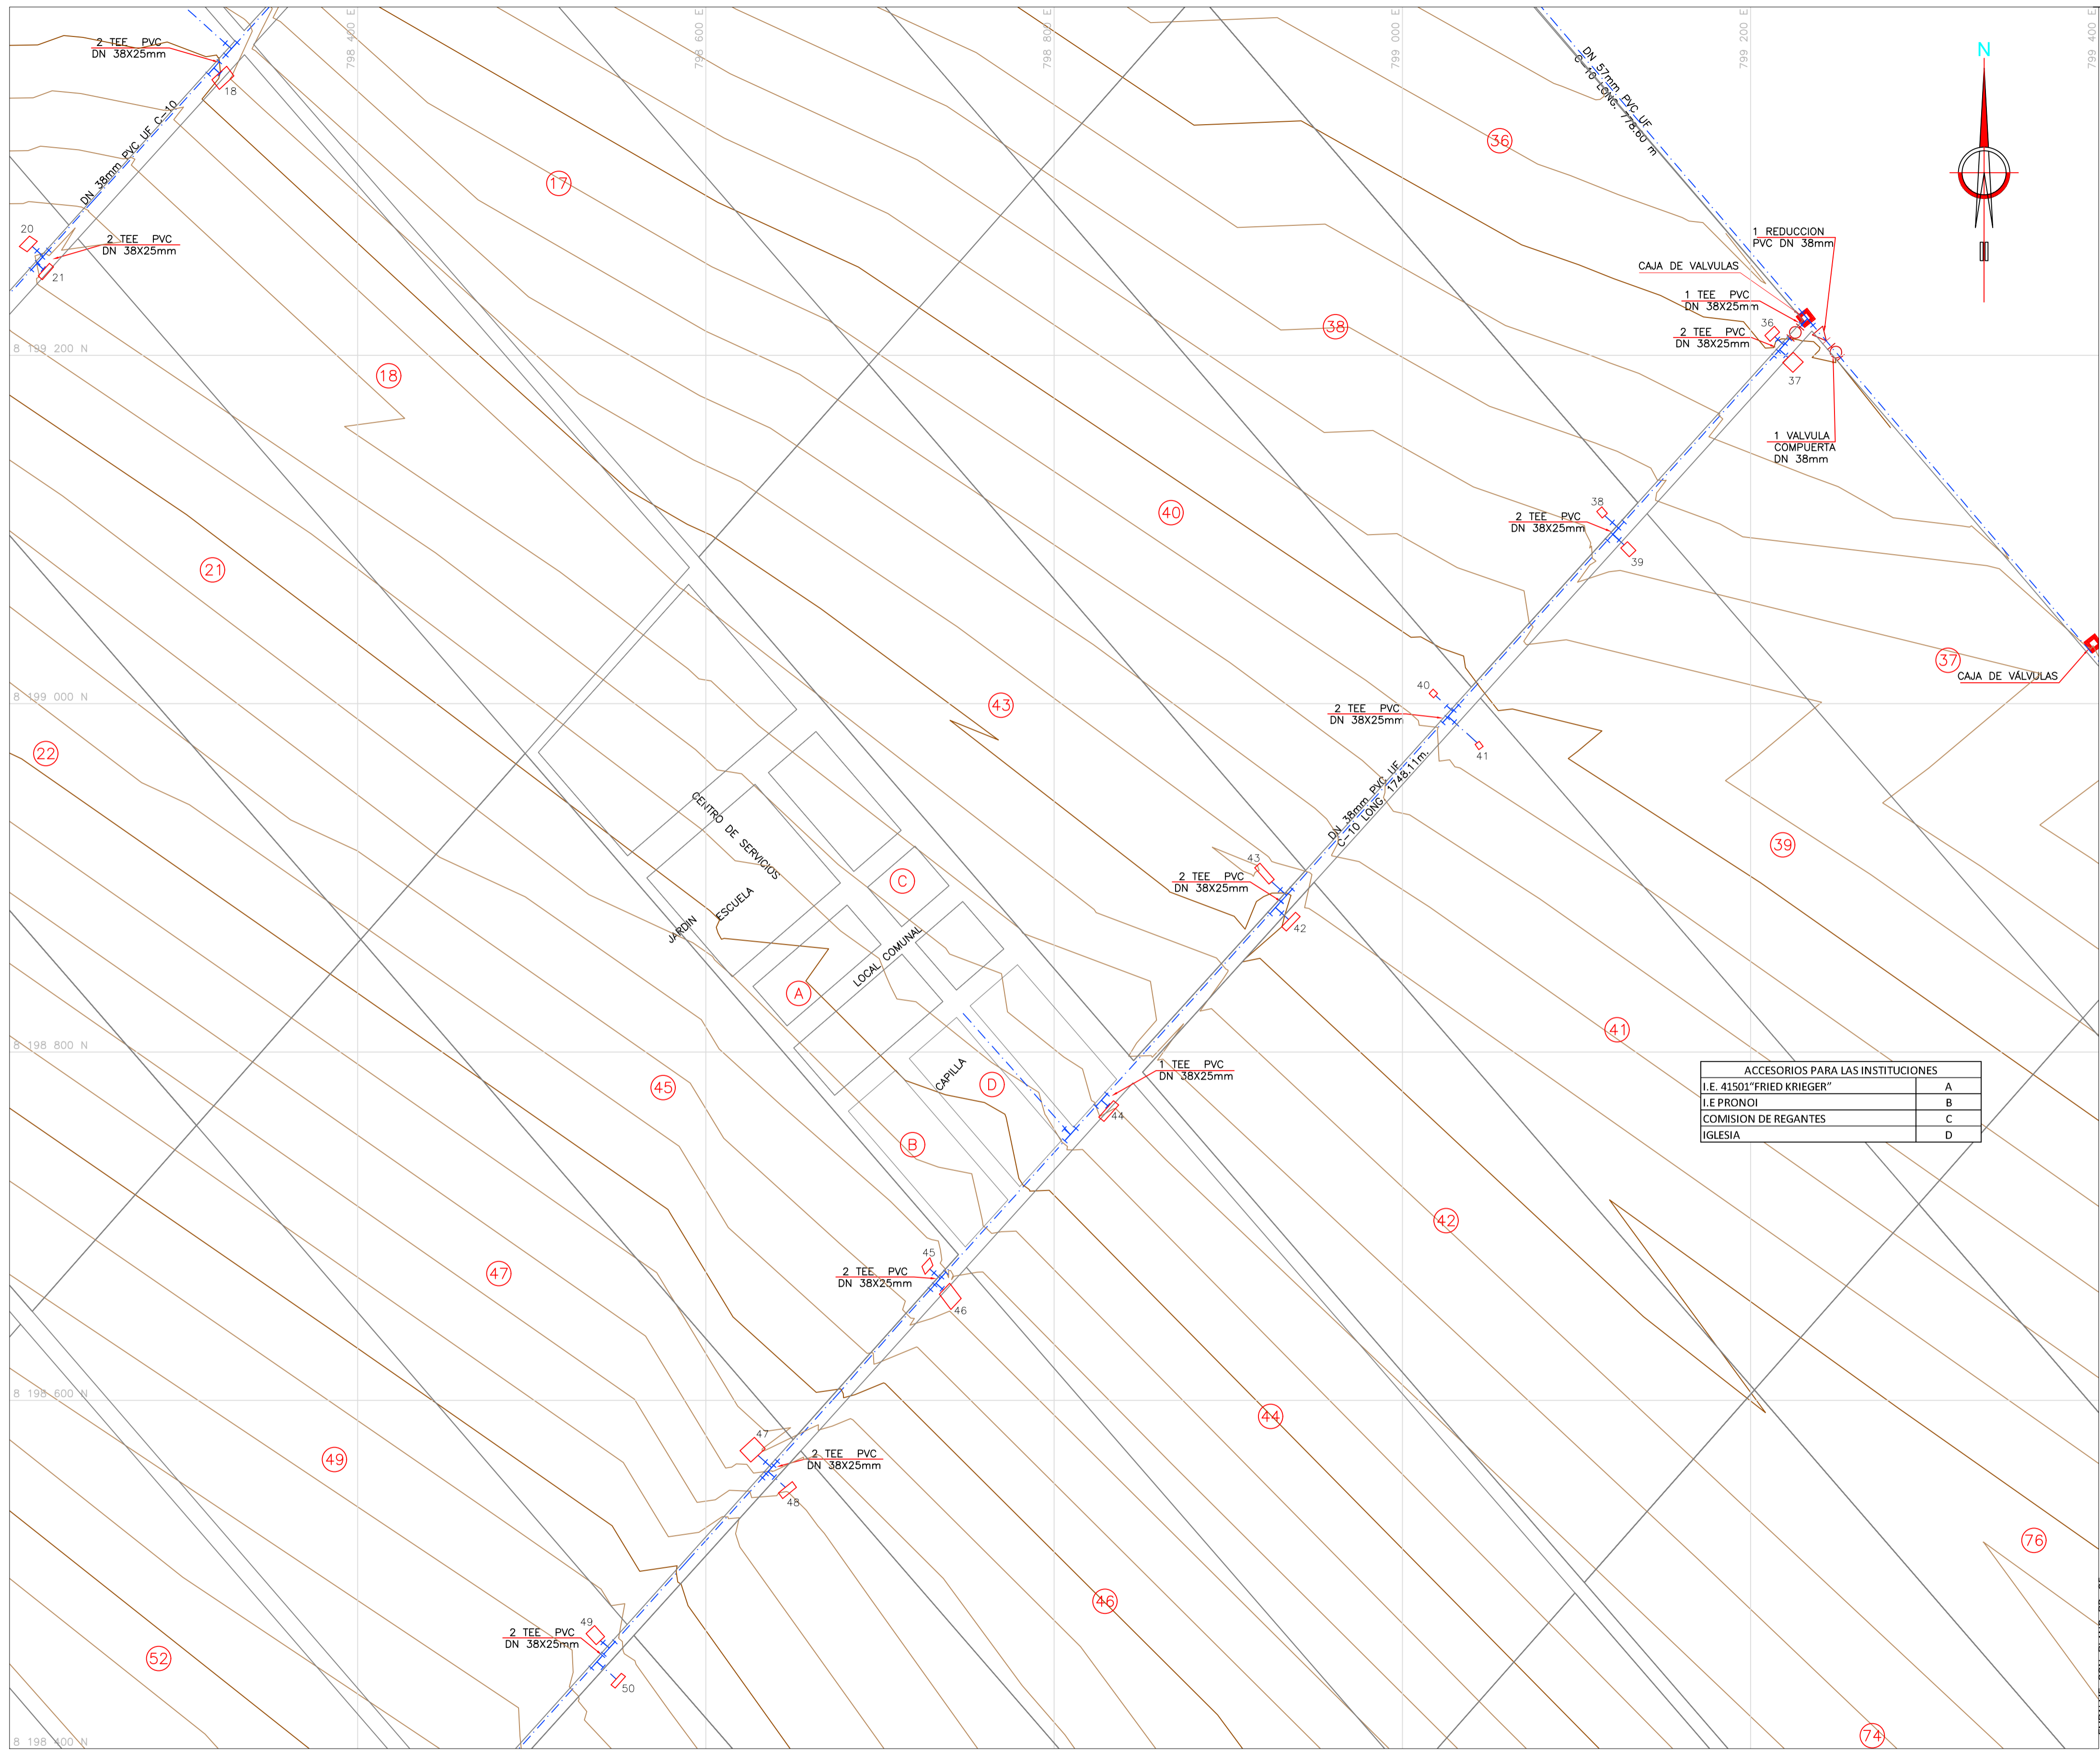 798 400 E
798 600 E
798 800 E
799 000 E
799 200 E
799 400 E
N
2 TEE PVC
DN 38X25mm
18
DN 38mm PVC UF C-10
20
2 TEE PVC
DN 38X25mm
21
17
36
DN 57mm PVC UF
C-10 LONG. 778.60 m
1 REDUCCION
PVC DN 38mm
CAJA DE VALVULAS
1 TEE PVC
DN 38X25mm
36
2 TEE PVC
DN 38X25mm
37
38
8 199 200 N
18
1 VALVULA
COMPUERTA
DN 38mm
40
38
2 TEE PVC
DN 38X25mm
39
21
37
CAJA DE VÁLVULAS
40
2 TEE PVC
DN 38X25mm
41
43
8 199 000 N
22
DN 38mm PVC UF
C-10 LONG. 1748.11m.
39
CENTRO DE SERVICIOS
43
2 TEE PVC
DN 38X25mm
42
C
ESCUELA
JARDIN
LOCAL COMUNAL
A
41
8 198 800 N
CAPILLA
D
1 TEE PVC
DN 38X25mm
44
45
B
ACCESORIOS PARA LAS INSTITUCIONES
I.E. 41501"FRIED KRIEGER" A
I.E PRONOI B
COMISION DE REGANTES C
IGLESIA D
42
45
2 TEE PVC
DN 38X25mm
46
47
8 198 600 N
44
47
2 TEE PVC
DN 38X25mm
48
49
76
46
49
2 TEE PVC
DN 38X25mm
50
52
74
8 198 400 N